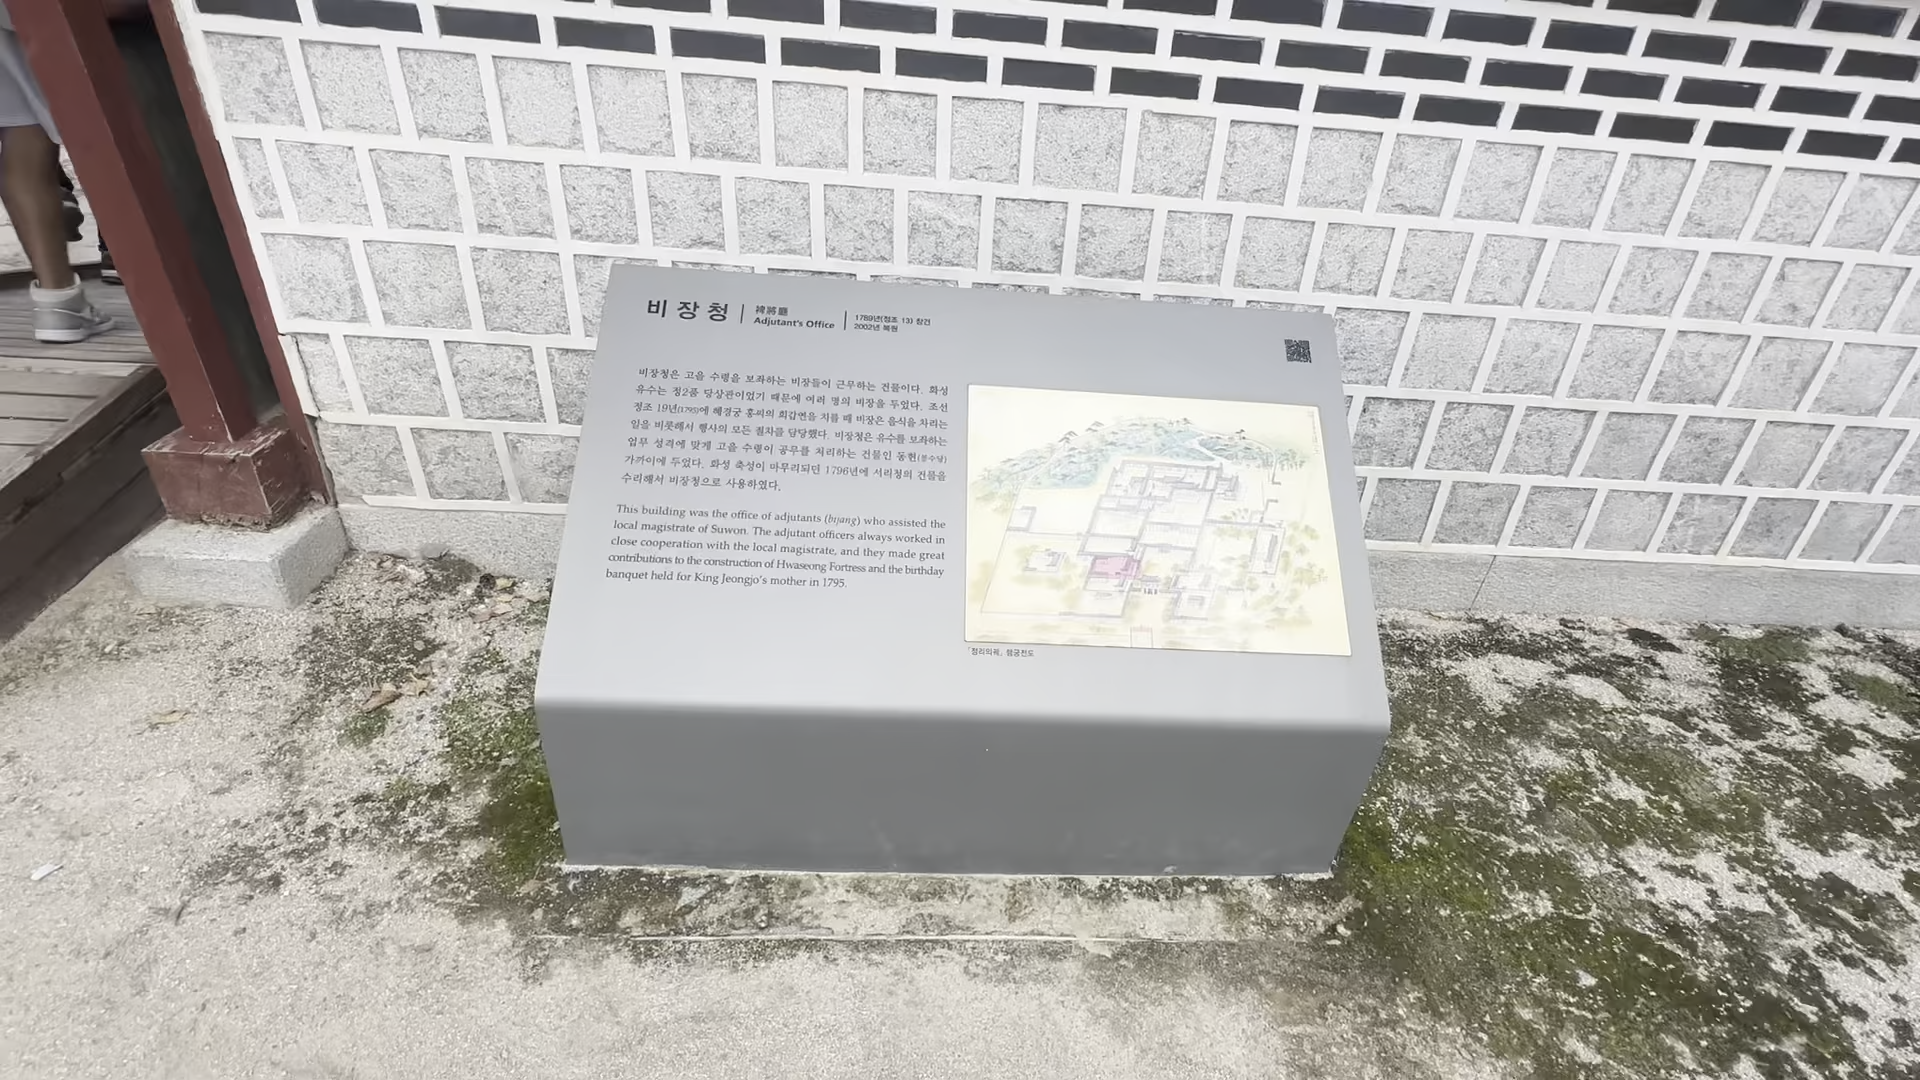 비장청
裨將廳
Adjutant's Office
1789년(정조 13) 창건
2002년 복원
비장청은 고을 수령을 보좌하는 비장들이 근무하는 건물이다. 화성
유수는 정2품 당상관이었기 때문에 여러 명의 비장을 두었다. 조선
정조 19년(1795)에 혜경궁 홍씨의 회갑연을 치를 때 비장은 음식을 차리는
일을 비롯해서 행사의 모든 절차를 담당했다. 비장청은 유수를 보좌하는
업무 성격에 맞게 고을 수령이 공무를 처리하는 건물인 동헌(봉수당)
가까이에 두었다. 화성 축성이 마무리되던 1796년에 서리청의 건물을
수리해서 비장청으로 사용하였다.
This building was the office of adjutants (bijang) who assisted the
local magistrate of Suwon. The adjutant officers always worked in
close cooperation with the local magistrate, and they made great
contributions to the construction of Hwaseong Fortress and the birthday
banquet held for King Jeongjo's mother in 1795.
「정리의궤」 행궁전도